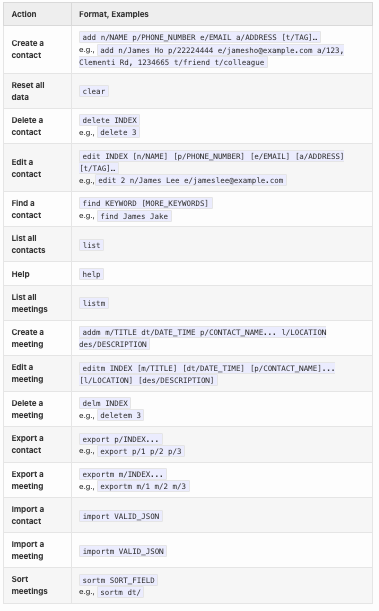 Action Format, Examples
Create a contact
add n/NAME p/PHONE_NUMBER e/EMAIL a/ADDRESS [t/TAG]…
e.g., add n/James Ho p/22224444 e/jamesho@example.com a/123,
Clementi Rd, 1234665 t/friend t/colleague
Reset all data
clear
Delete a contact
delete INDEX
e.g., delete 3
Edit a contact
edit INDEX [n/NAME] [p/PHONE_NUMBER] [e/EMAIL] [a/ADDRESS]
[t/TAG]…
e.g., edit 2 n/James Lee e/jameslee@example.com
Find a contact
find KEYWORD [MORE_KEYWORDS]
e.g., find James Jake
List all contacts
list
Help
help
List all meetings
listm
Create a meeting
addm m/TITLE dt/DATE_TIME p/CONTACT_NAME... l/LOCATION
des/DESCRIPTION
Edit a meeting
editm INDEX [m/TITLE] [dt/DATE_TIME] [p/CONTACT_NAME]...
[l/LOCATION] [des/DESCRIPTION]
Delete a meeting
delm INDEX
e.g., deletem 3
Export a contact
export p/INDEX...
e.g., export p/1 p/2 p/3
Export a meeting
exportm m/INDEX...
e.g., exportm m/1 m/2 m/3
Import a contact
import VALID_JSON
Import a meeting
importm VALID_JSON
Sort meetings
sortm SORT_FIELD
e.g., sortm dt/